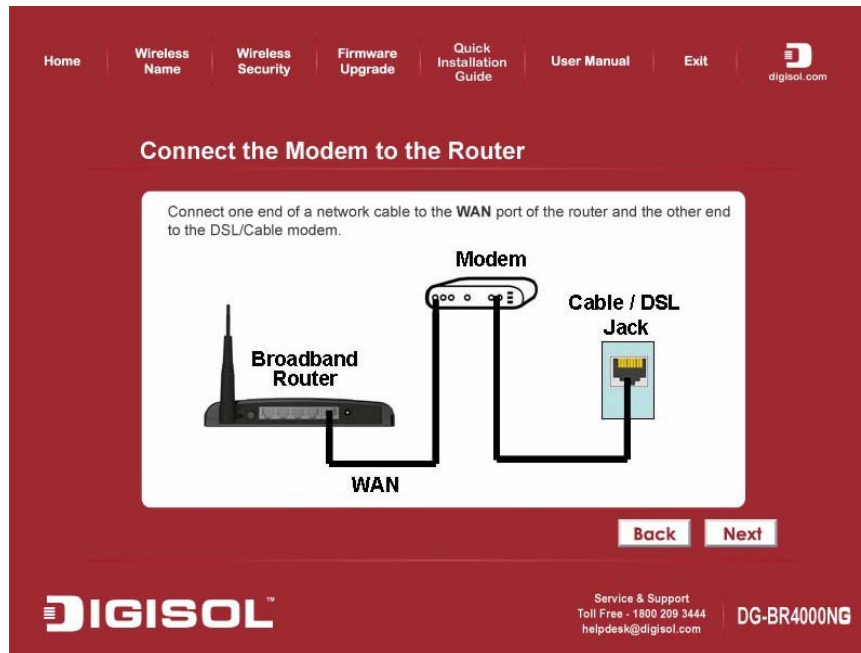 Home
Wireless
Name
Wireless
Security
Firmware
Upgrade
Quick
Installation
Guide
User Manual
Exit
digisol.com
Connect the Modem to the Router
Connect one end of a network cable to the WAN port of the router and the other end
to the DSL/Cable modem.
Modem
Cable / DSL
Jack
Broadband
Router
WAN
Back
Next
DIGISOL™
Service & Support
Toll Free - 1800 209 3444
helpdesk@digisol.com
DG-BR4000NG